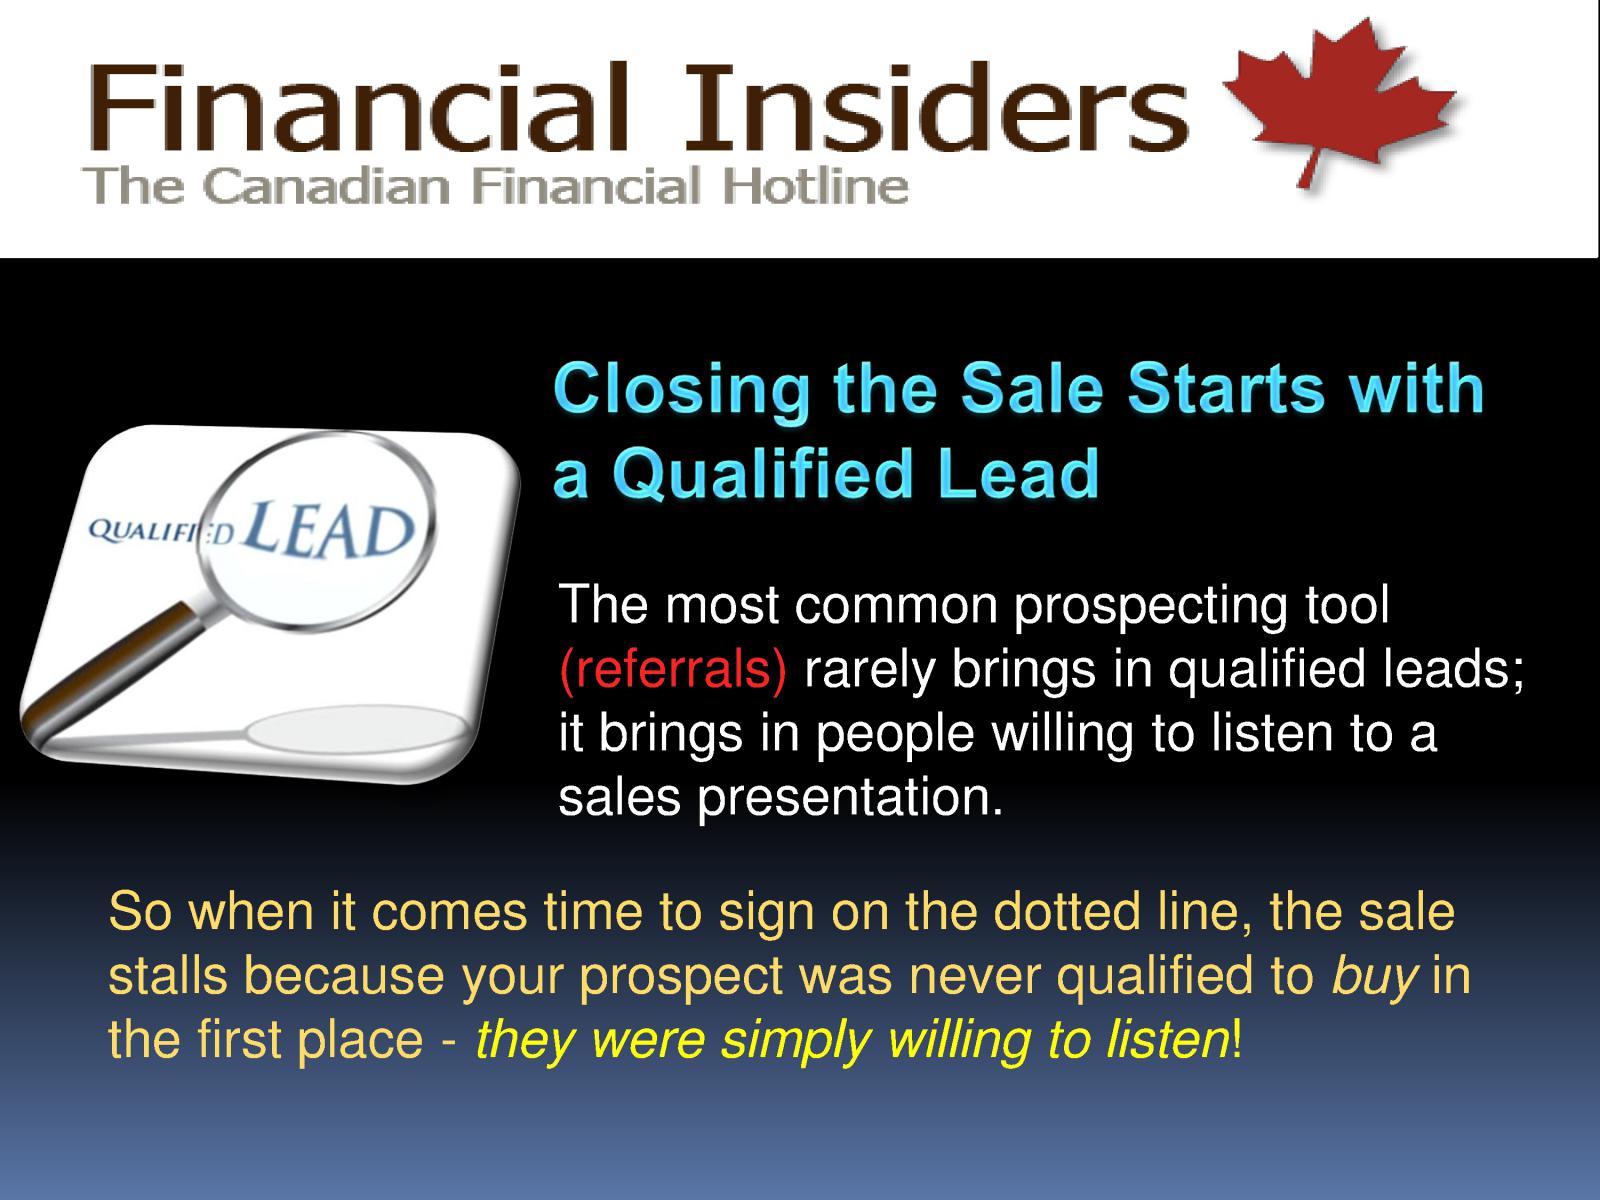 Financial Insiders
The Canadian Financial Hotline
Closing the Sale Starts with
a Qualified Lead
QUALIFIED LEAD
The most common prospecting tool
(referrals) rarely brings in qualified leads;
it brings in people willing to listen to a
sales presentation.
So when it comes time to sign on the dotted line, the sale
stalls because your prospect was never qualified to buy in
the first place - they were simply willing to listen!